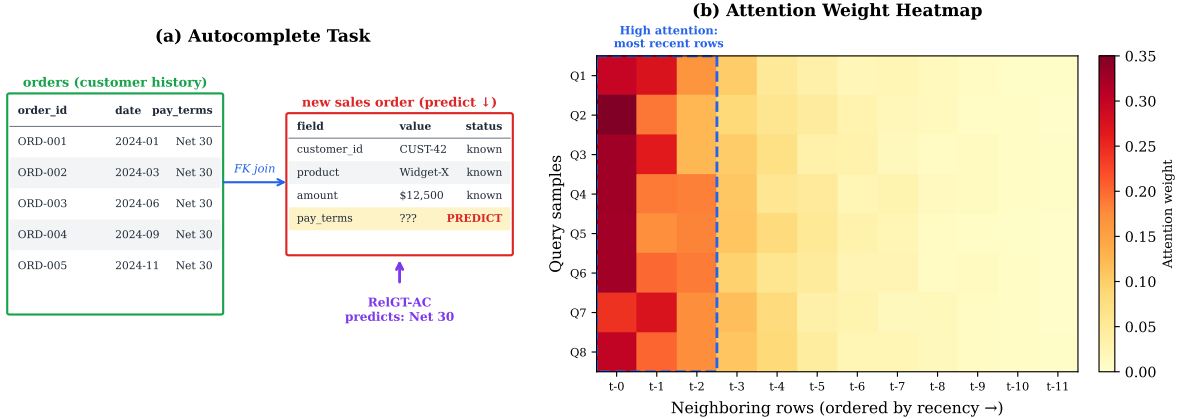 (a) Autocomplete Task
orders (customer history)
order_id date pay_terms
ORD-001 2024-01 Net 30
ORD-002 2024-03 Net 30
ORD-003 2024-06 Net 30
ORD-004 2024-09 Net 30
ORD-005 2024-11 Net 30
FK join
new sales order (predict ↓)
field value status
customer_id CUST-42 known
product Widget-X known
amount $12,500 known
pay_terms ??? PREDICT
RelGT-AC
predicts: Net 30
(b) Attention Weight Heatmap
High attention:
most recent rows
Query samples
Q1
Q2
Q3
Q4
Q5
Q6
Q7
Q8
t-0 t-1 t-2 t-3 t-4 t-5 t-6 t-7 t-8 t-9 t-10 t-11
Neighboring rows (ordered by recency →)
0.35
0.30
0.25
0.20
0.15
0.10
0.05
0.00
Attention weight